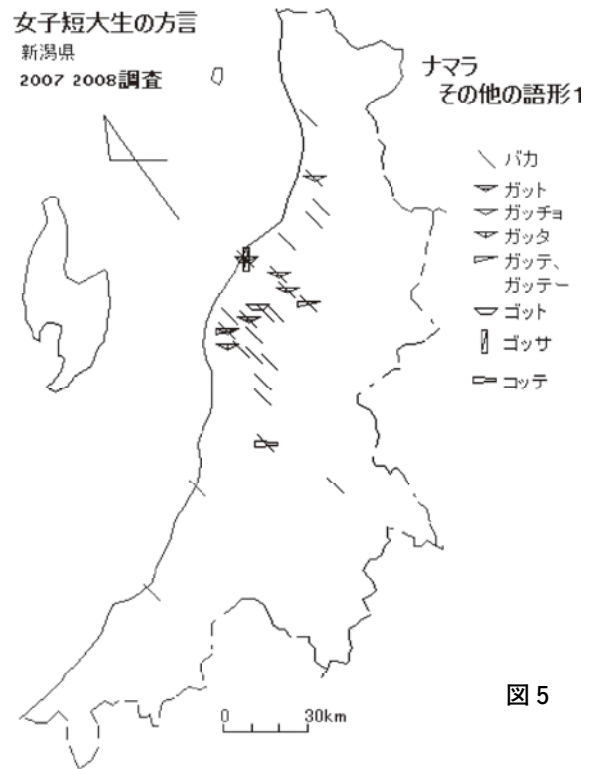 女子短大生の方言
新潟県
2007 2008調査
ナマラ
その他の語形1
バカ
ガット
ガッチョ
ガッタ
ガッテ、
ガッテー
ゴット
ゴッサ
コッテ
0 30km
図5